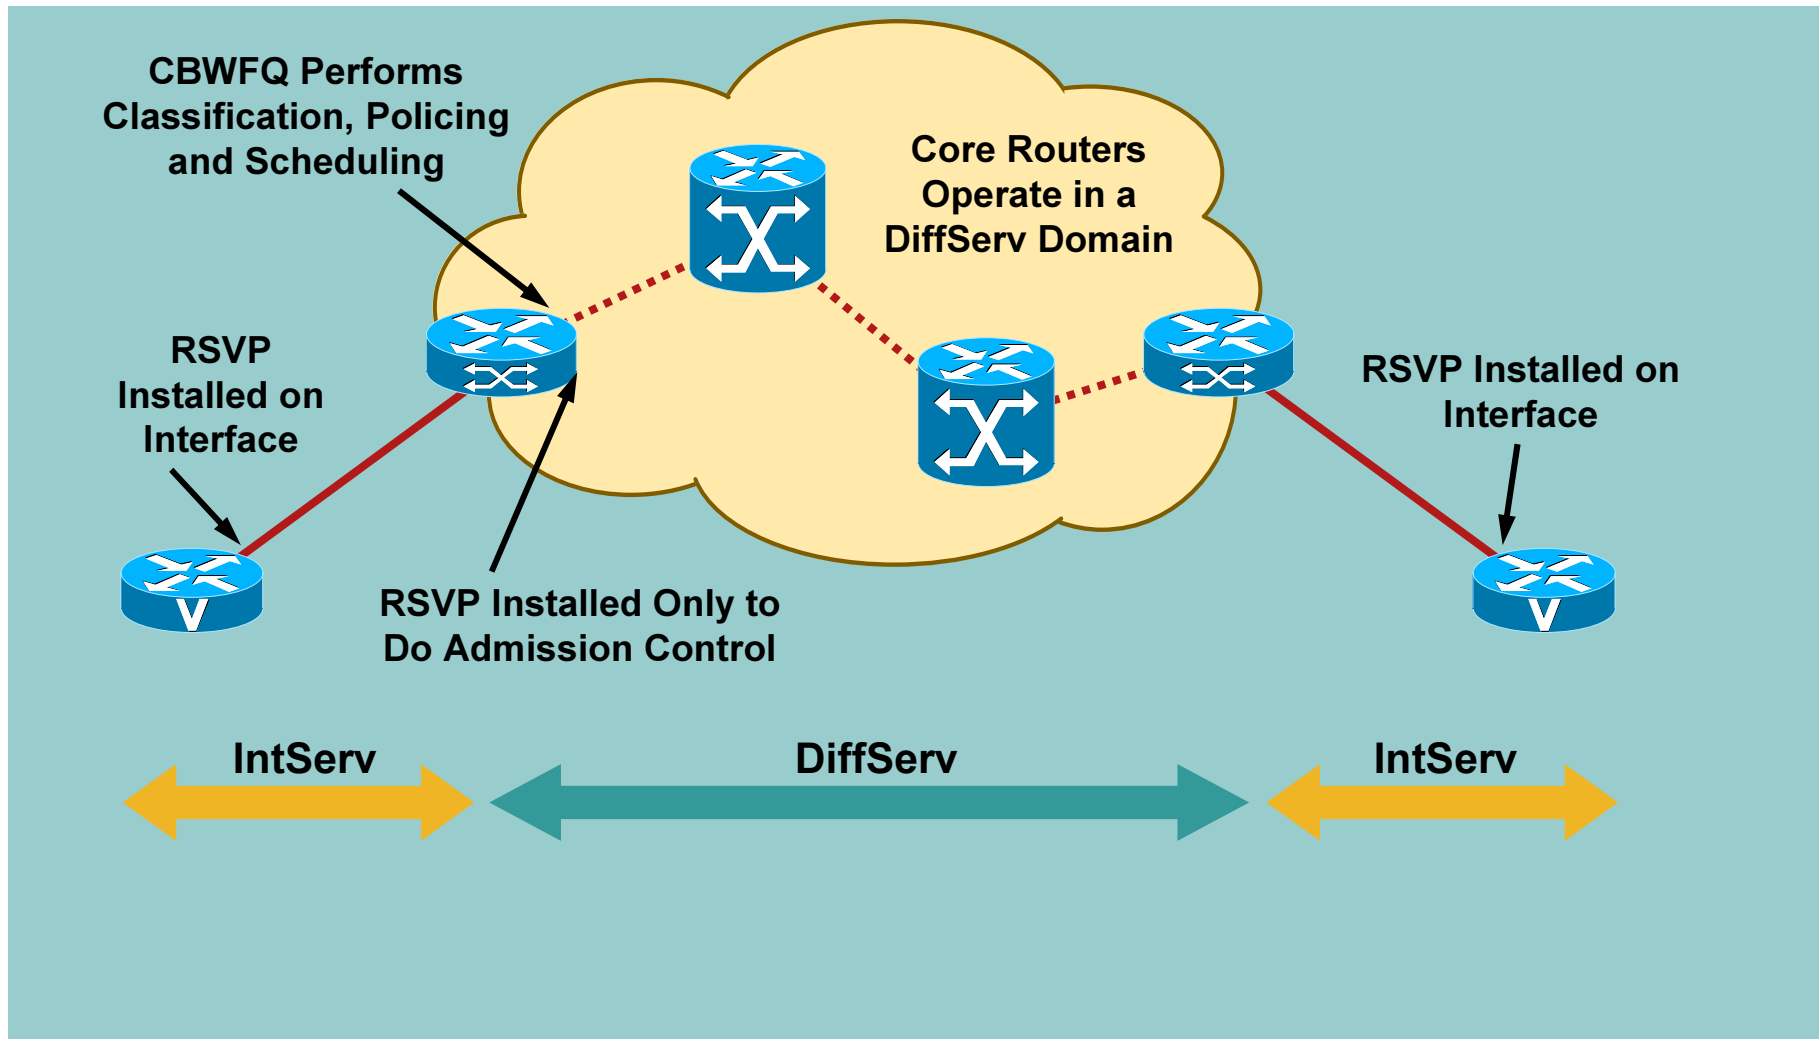 CBWFQ Performs
Classification, Policing
and Scheduling
Core Routers
Operate in a
DiffServ Domain
RSVP
Installed on
Interface
RSVP Installed on
Interface
V
RSVP Installed Only to
Do Admission Control
V
IntServ
DiffServ
IntServ